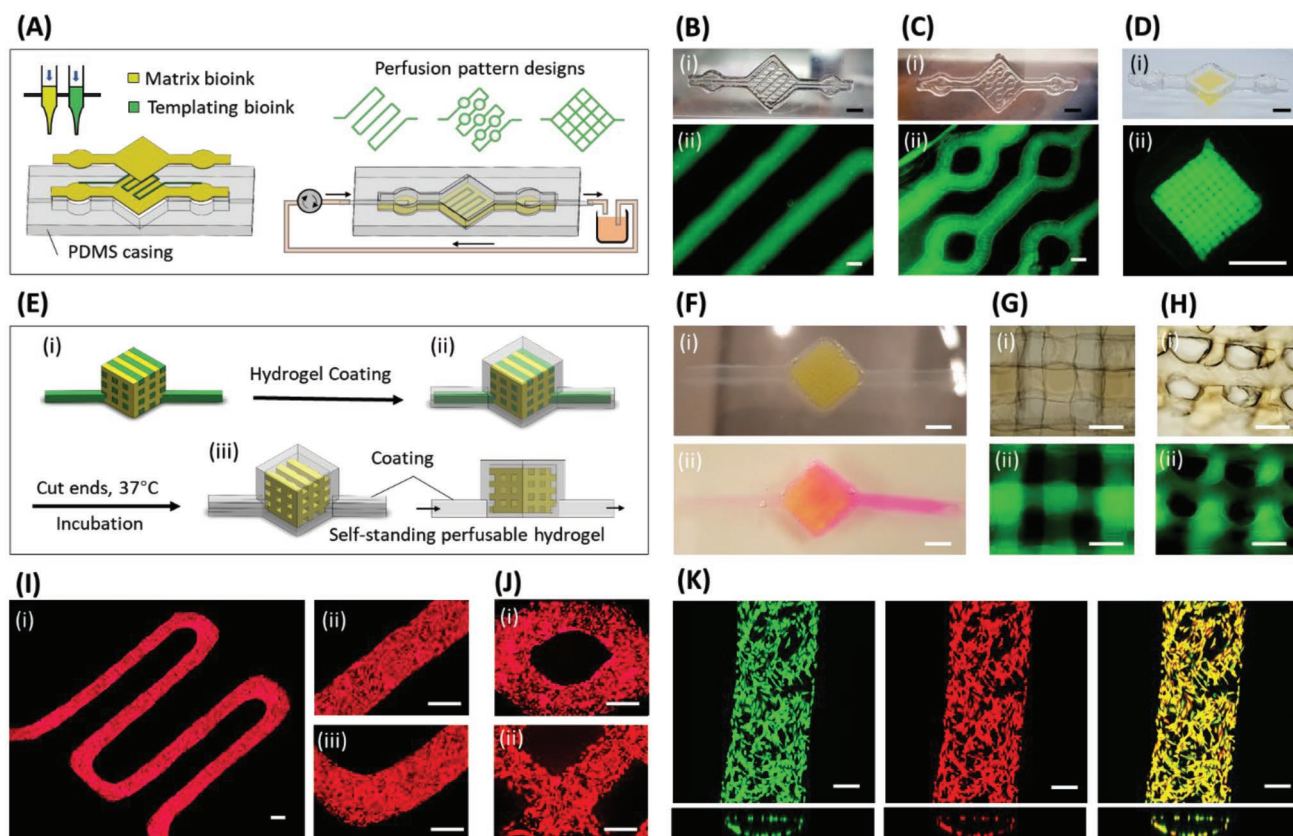 (A)
Matrix bioink
Templating bioink
Perfusion pattern designs
PDMS casing
(B)
(i)
(ii)
(C)
(i)
(ii)
(D)
(i)
(ii)
(E)
(i)
(ii)
Hydrogel Coating
(iii)
Coating
Cut ends, 37°C
Incubation
Self-standing perfusable hydrogel
(F)
(i)
(ii)
(G)
(i)
(ii)
(H)
(i)
(ii)
(I)
(i)
(ii)
(iii)
(J)
(i)
(ii)
(K)